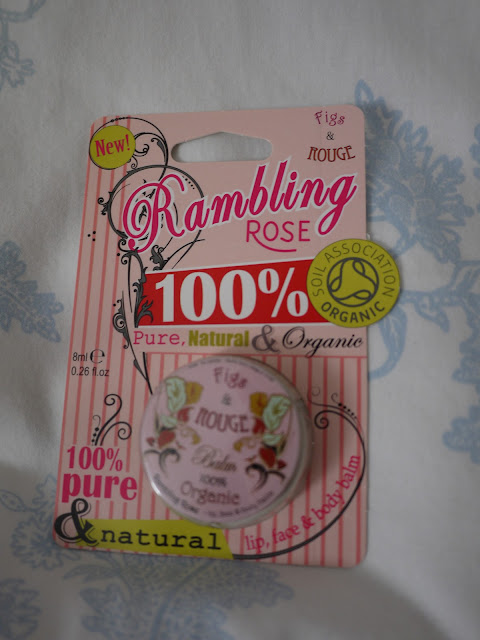 New!
Figs
&
ROUGE
Rambling
ROSE
100%
SOIL ASSOCIATION
ORGANIC
Pure, Natural & Organic
8ml e
0.26 fl.oz
Figs
&
ROUGE
Balm
100%
Organic
100%
pure
& natural
lip, face & body balm